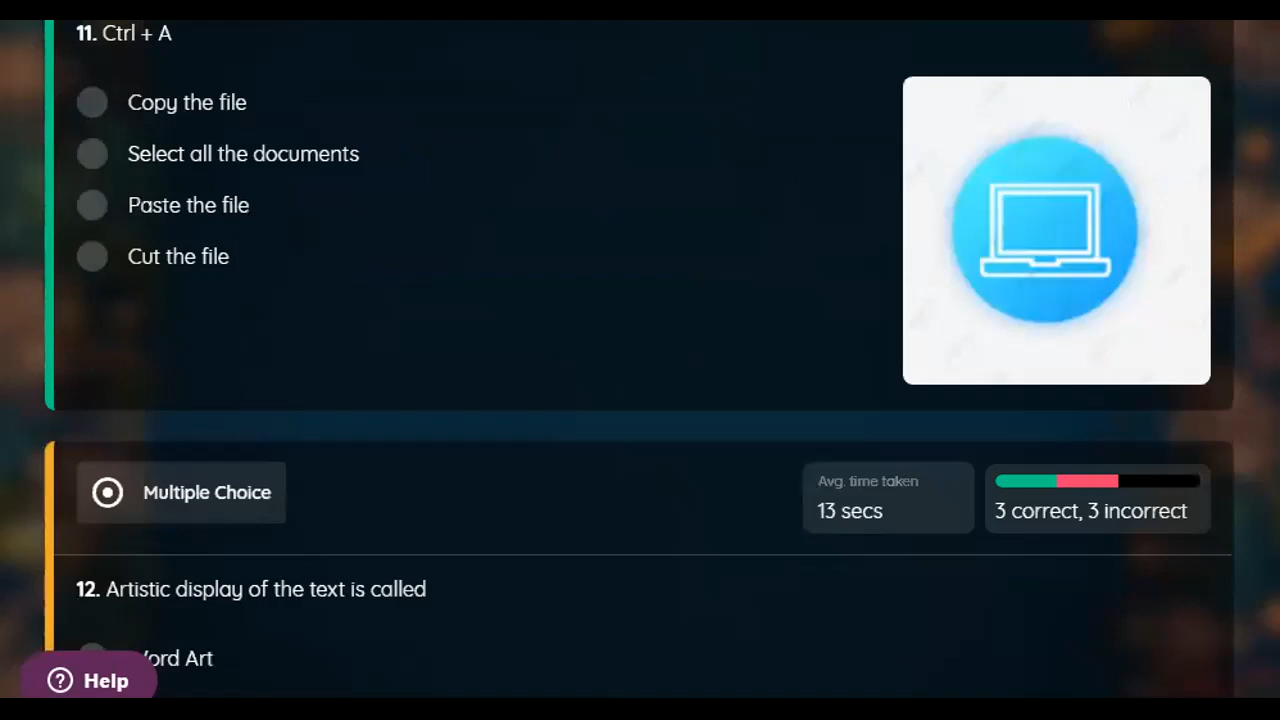 11. Ctrl + A
Copy the file
Select all the documents
Paste the file
Cut the file
Multiple Choice
Avg. time taken
13 secs
3 correct, 3 incorrect
12. Artistic display of the text is called
Art
Help